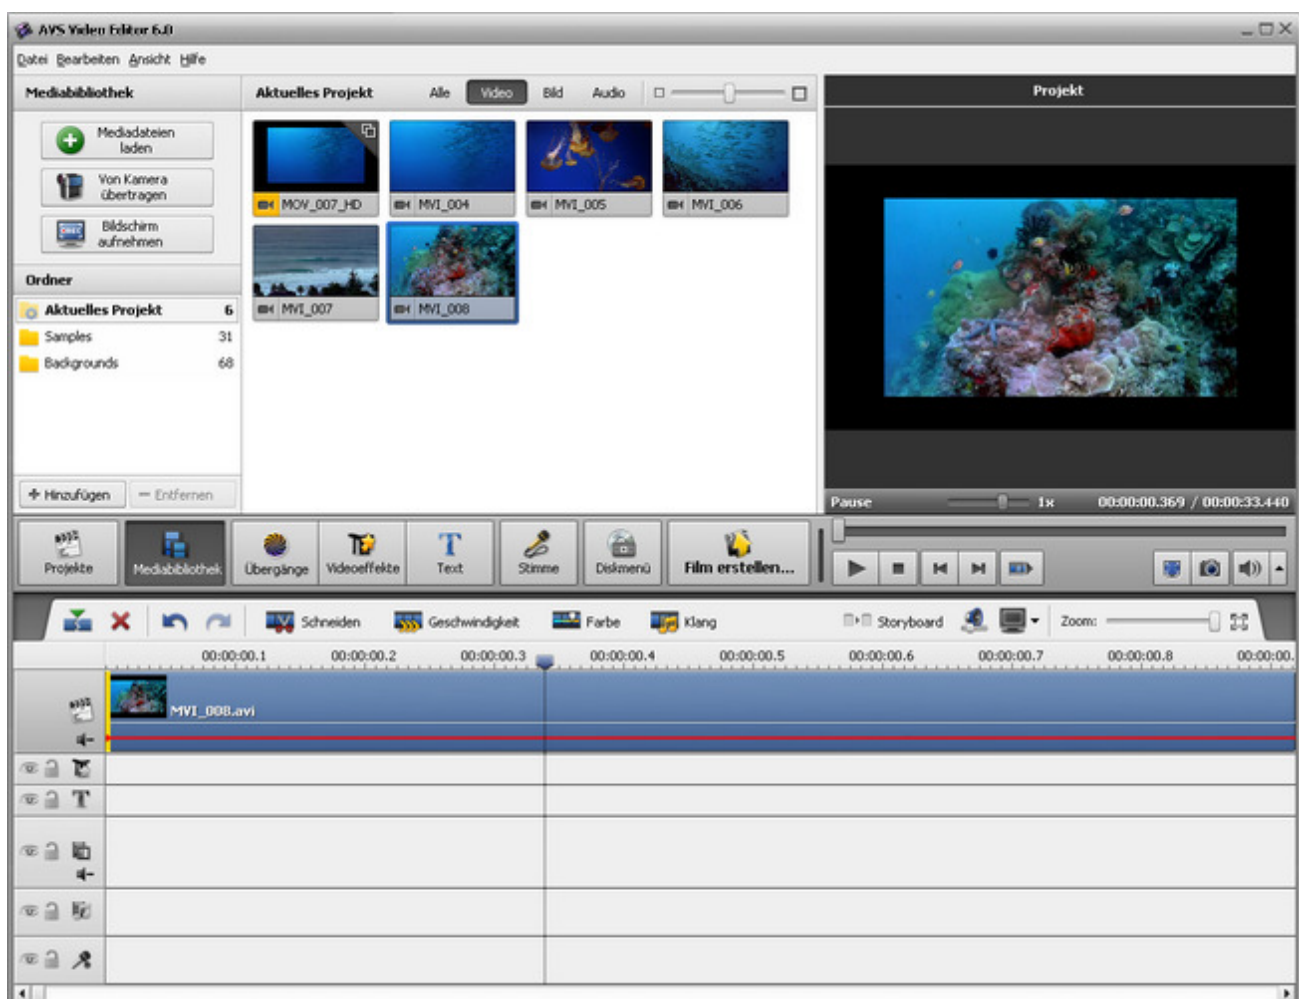 AVS Video Editor 6.0
Datei Bearbeiten Ansicht Hilfe
Mediabibliothek
Aktuelles Projekt Alle Video Bild Audio
Projekt
Mediadateien
laden
Von Kamera
übertragen
Bildschirm
aufnehmen
MOV_007_HD MVI_004 MVI_005 MVI_006
MVI_007 MVI_008
Ordner
Aktuelles Projekt 6
Samples 31
Backgrounds 68
+ Hinzufügen − Entfernen
Pause 1x 00:00:00.369 / 00:00:33.440
Projekte Mediabibliothek Übergänge Videoeffekte Text Stimme Diskmenü Film erstellen...
Schneiden Geschwindigkeit Farbe Klang Storyboard Zoom:
00:00:00.1 00:00:00.2 00:00:00.3 00:00:00.4 00:00:00.5 00:00:00.6 00:00:00.7 00:00:00.8 00:00:00.
MVI_008.avi
T